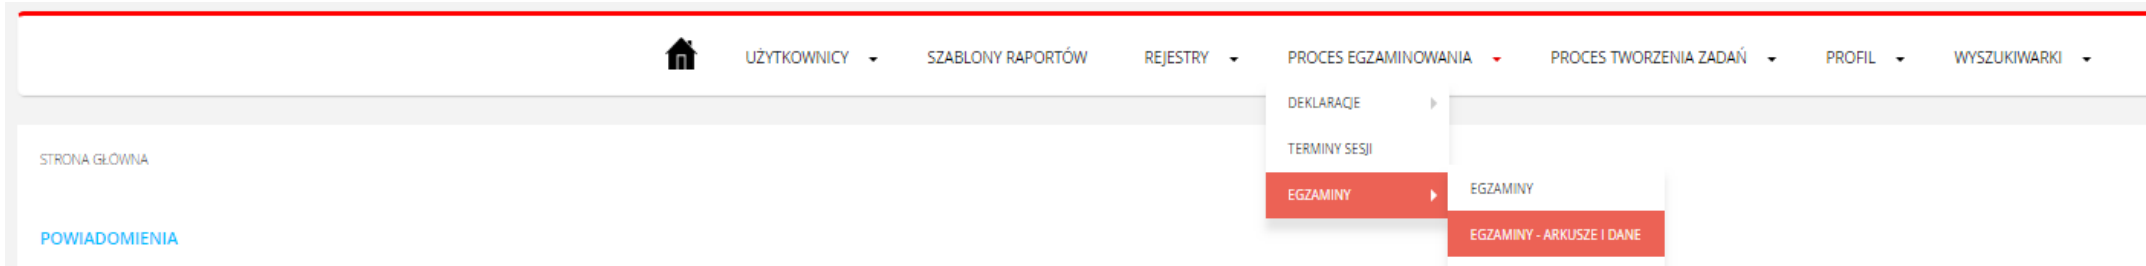 UŻYTKOWNICY SZABLONY RAPORTÓW REJESTRY PROCES EGZAMINOWANIA PROCES TWORZENIA ZADAŃ PROFIL WYSZUKIWARKI
DEKLARACJE
TERMINY SESJI
EGZAMINY
EGZAMINY
EGZAMINY - ARKUSZE I DANE
STRONA GŁÓWNA
POWIADOMIENIA